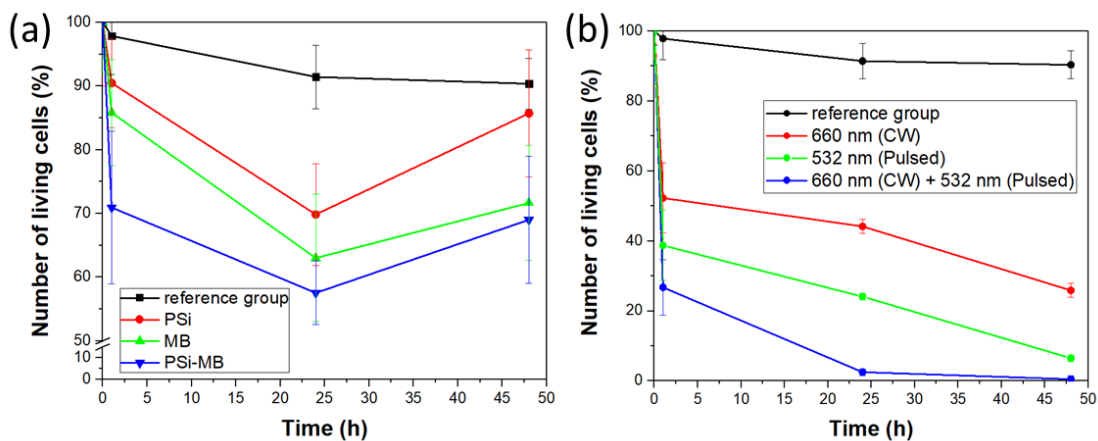 (a)
Number of living cells (%)
100
90
80
70
60
50
10
0
reference group
PSi
MB
PSi-MB
0 5 10 15 20 25 30 35 40 45 50
Time (h)
(b)
Number of living cells (%)
100
80
60
40
20
0
reference group
660 nm (CW)
532 nm (Pulsed)
660 nm (CW) + 532 nm (Pulsed)
0 5 10 15 20 25 30 35 40 45 50
Time (h)